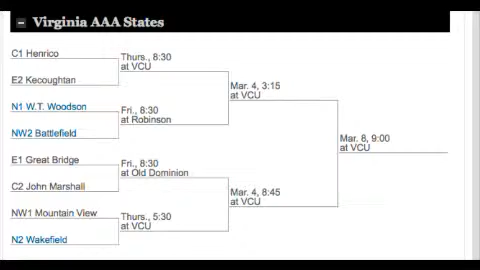 Virginia AAA States
C1 Henrico
Thurs., 8:30
at VCU
E2 Kecoughtan
Mar. 4, 3:15
at VCU
N1 W.T. Woodson
Fri., 8:30
at Robinson
NW2 Battlefield
Mar. 8, 9:00
at VCU
E1 Great Bridge
Fri., 8:30
at Old Dominion
C2 John Marshall
Mar. 4, 8:45
at VCU
NW1 Mountain View
Thurs., 5:30
at VCU
N2 Wakefield